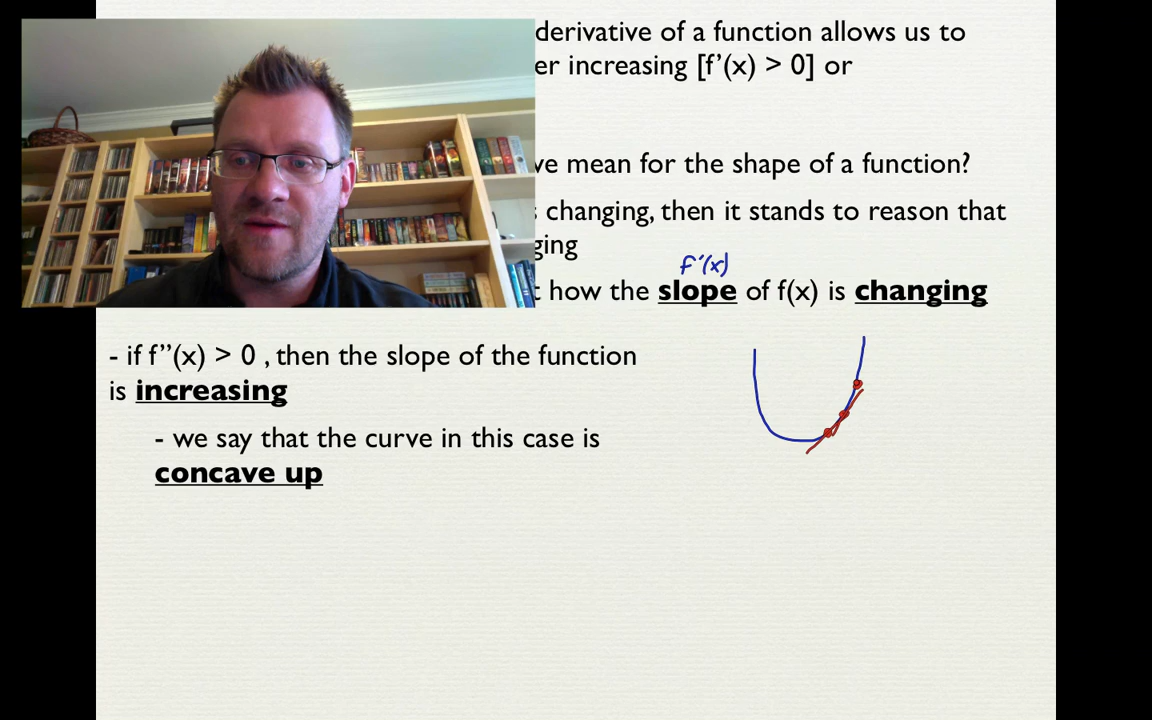 derivative of a function allows us to
er increasing [f’(x) > 0] or
ve mean for the shape of a function?
s changing, then it stands to reason that
ging
f'(x)
t how the slope of f(x) is changing
- if f’’(x) > 0 , then the slope of the function
is increasing
- we say that the curve in this case is
concave up